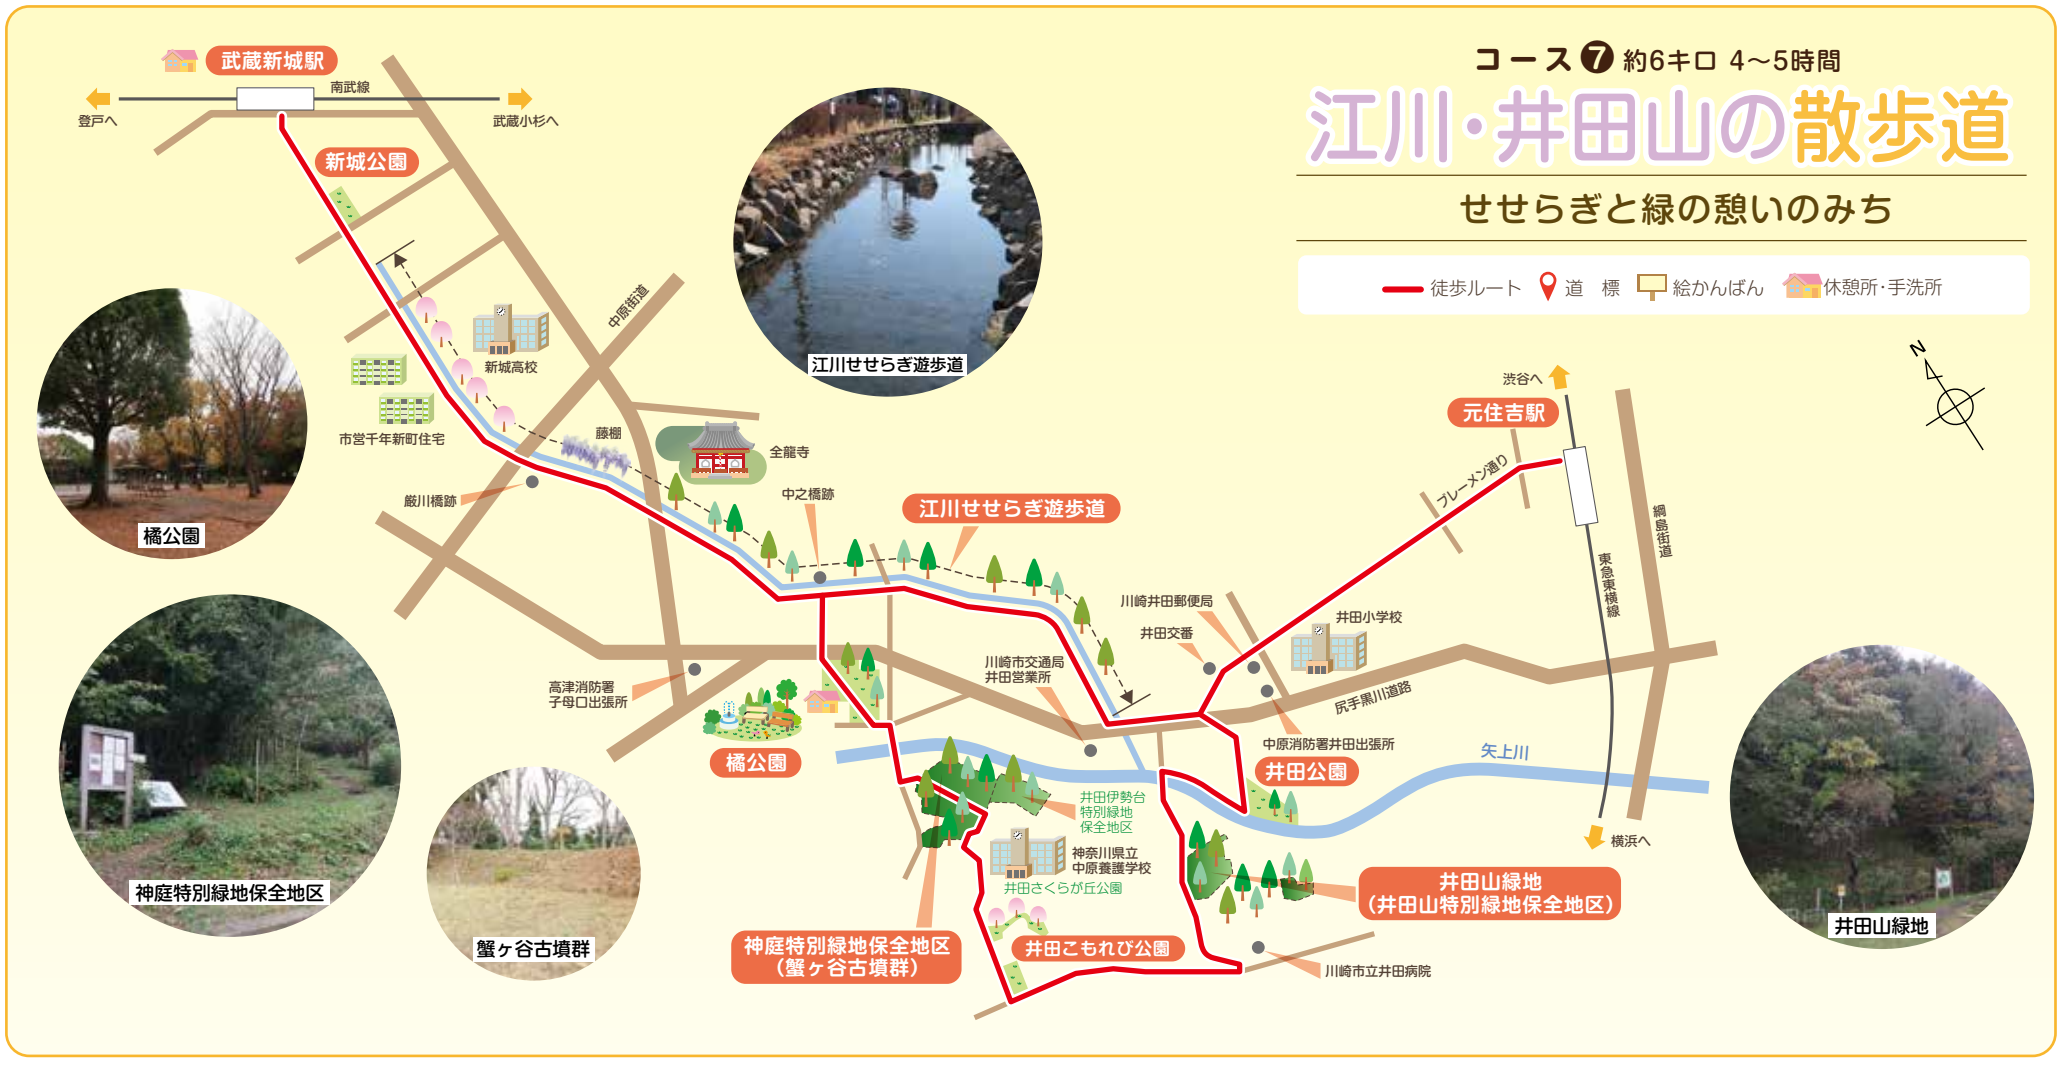 コース❼ 約6キロ 4〜5時間
江川・井田山の散歩道
せせらぎと緑の憩いのみち
徒歩ルート
道 標
絵かんばん
休憩所・手洗所
武蔵新城駅
南武線
登戸へ
武蔵小杉へ
新城公園
中原街道
新城高校
市営千年新町住宅
藤棚
全龍寺
巌川橋跡
中之橋跡
江川せせらぎ遊歩道
江川せせらぎ遊歩道
橘公園
N
渋谷へ
元住吉駅
ブレーメン通り
綱島街道
東急東横線
川崎井田郵便局
井田交番
井田小学校
川崎市交通局
井田営業所
高津消防署
子母口出張所
尻手黒川道路
中原消防署井田出張所
橘公園
井田公園
矢上川
井田伊勢台
特別緑地
保全地区
横浜へ
神奈川県立
中原養護学校
井田さくらが丘公園
井田山緑地
（井田山特別緑地保全地区）
神庭特別緑地保全地区
（蟹ヶ谷古墳群）
井田こもれび公園
川崎市立井田病院
神庭特別緑地保全地区
蟹ヶ谷古墳群
井田山緑地